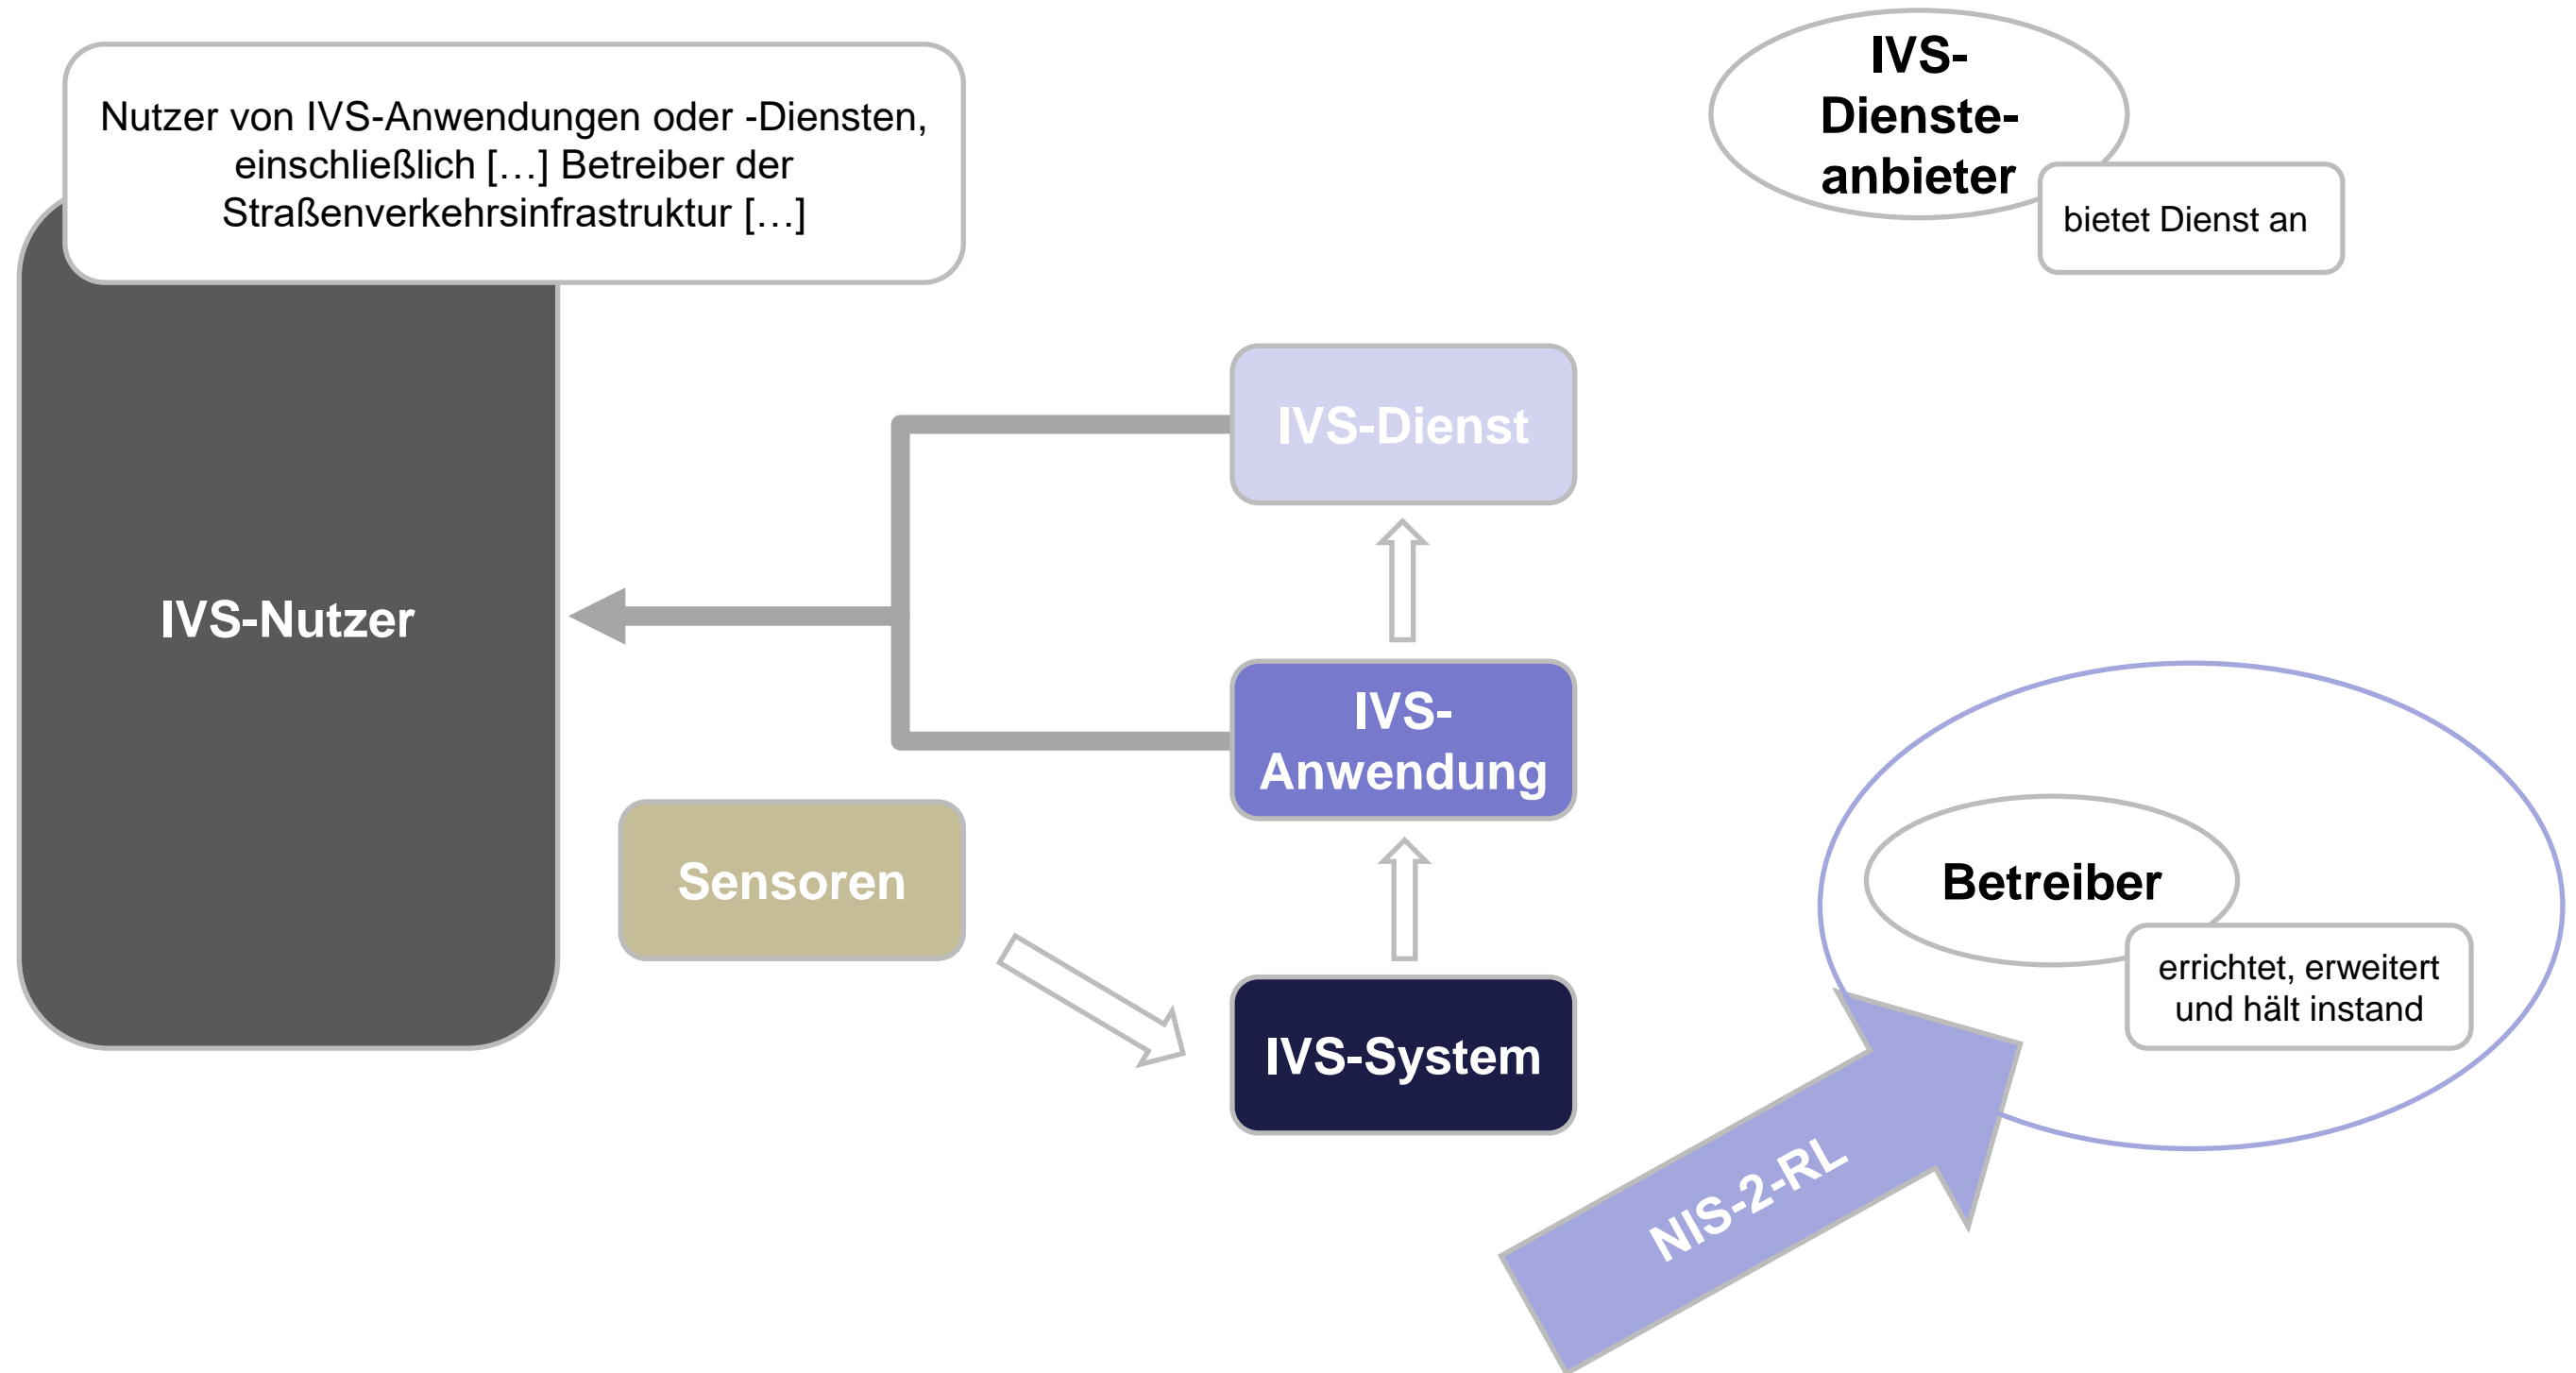 Nutzer von IVS-Anwendungen oder -Diensten,
einschließlich […] Betreiber der
Straßenverkehrsinfrastruktur […]
IVS-Nutzer
IVS-
Dienste-
anbieter
bietet Dienst an
IVS-Dienst
IVS-
Anwendung
Sensoren
IVS-System
Betreiber
errichtet, erweitert
und hält instand
NIS-2-RL